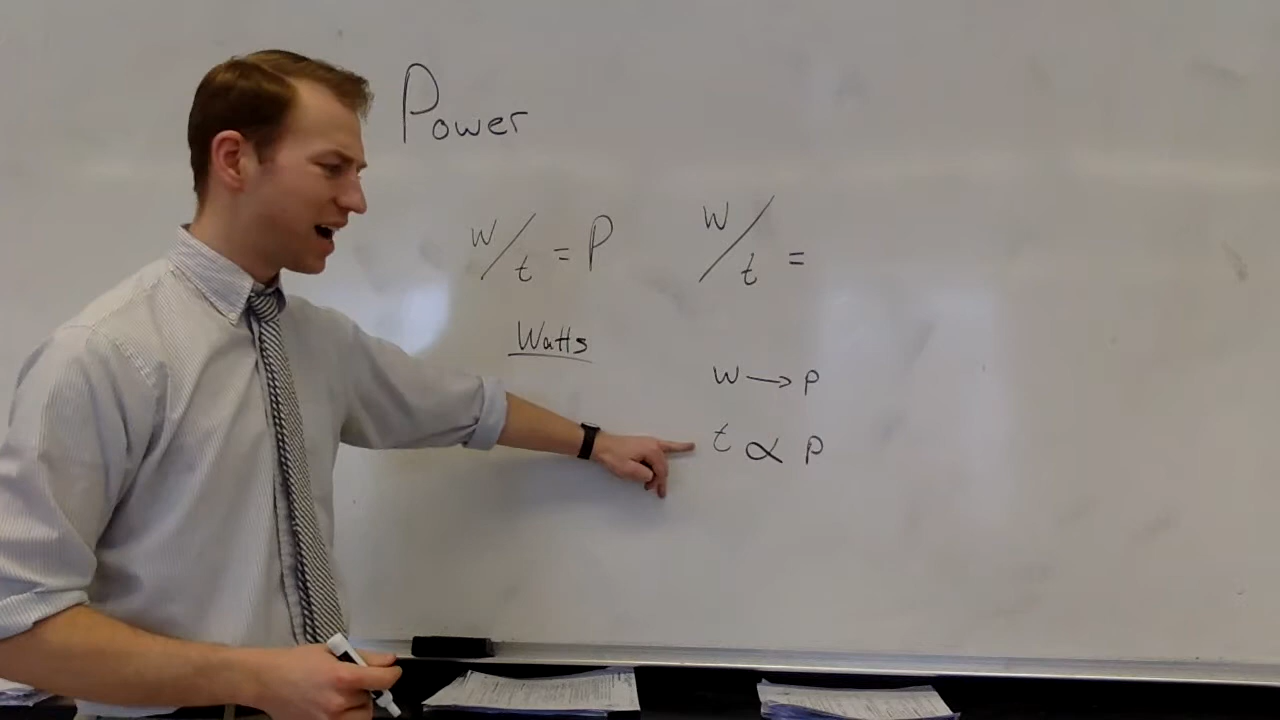 Power
W/t = P
W/t =
Watts
W → P
t ∝ P